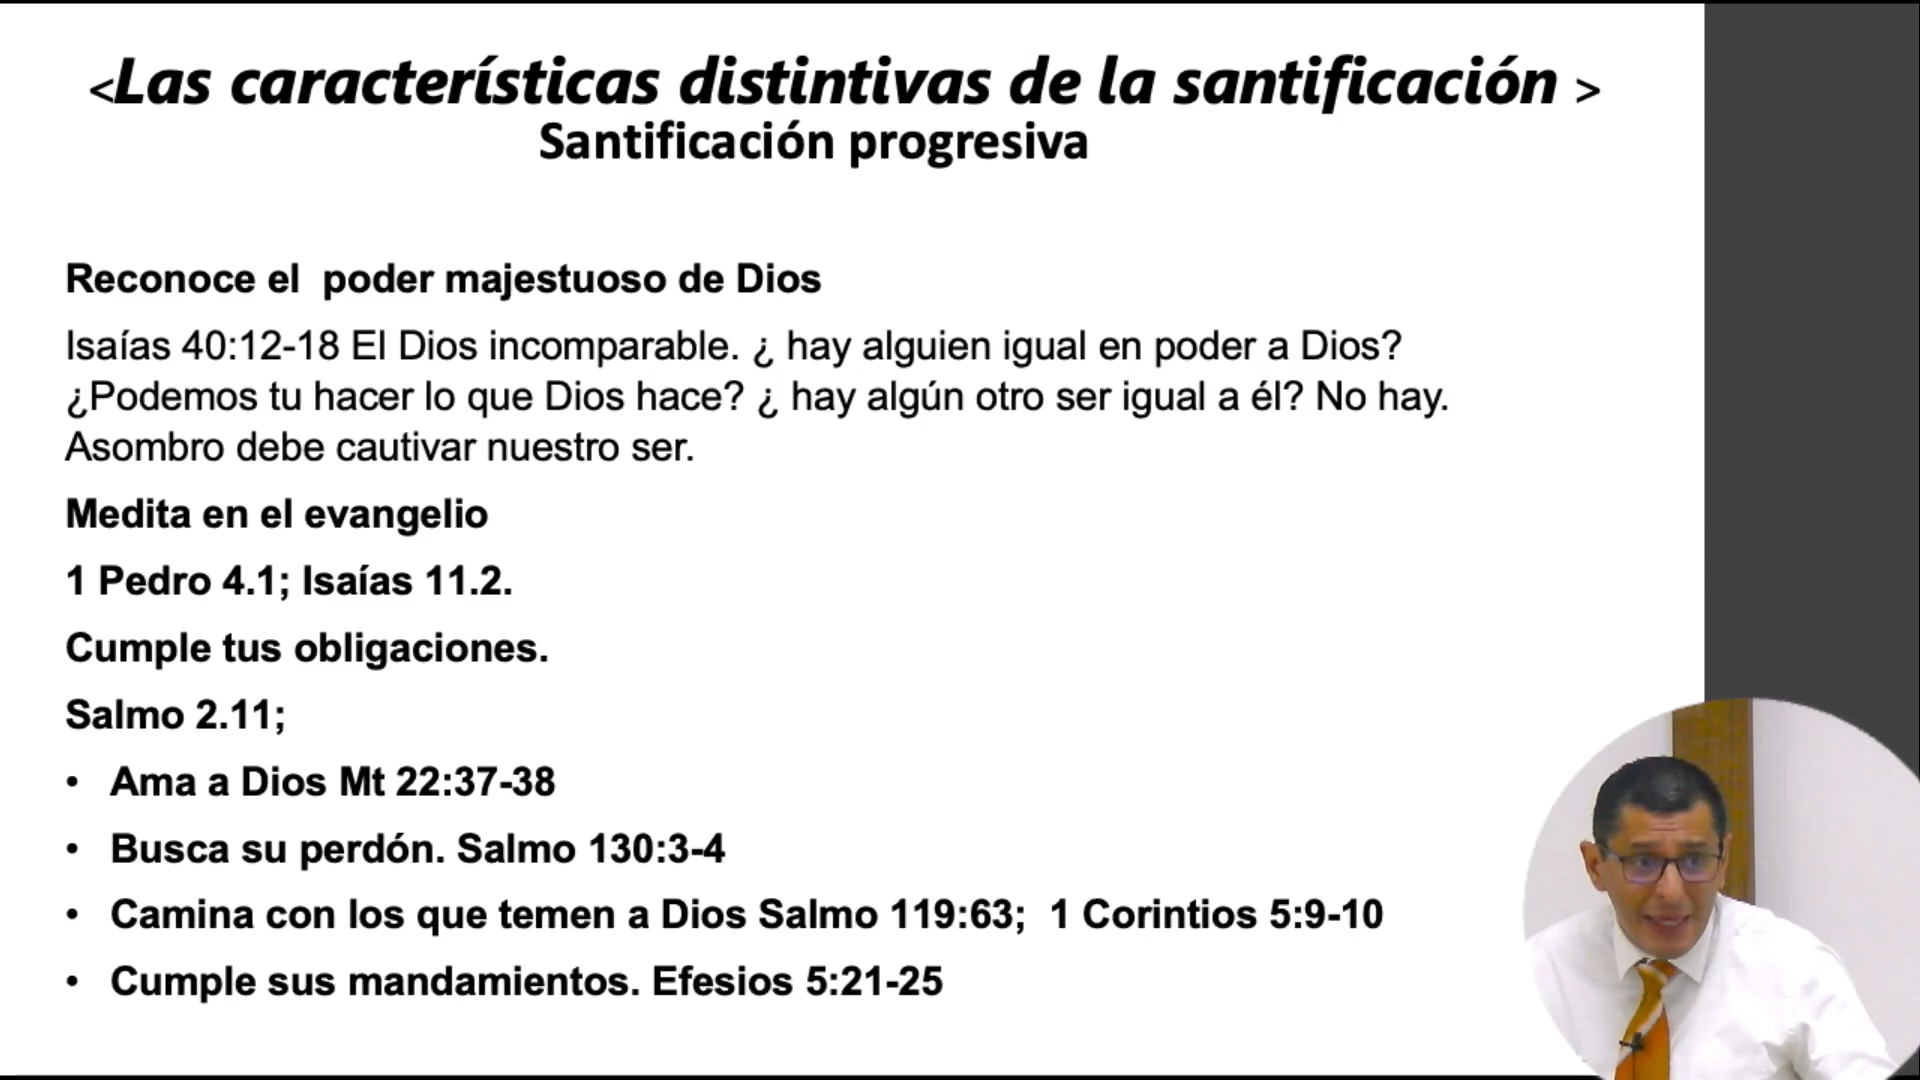 <Las características distintivas de la santificación >
Santificación progresiva
Reconoce el  poder majestuoso de Dios
Isaías 40:12-18 El Dios incomparable. ¿ hay alguien igual en poder a Dios?
¿Podemos tu hacer lo que Dios hace? ¿ hay algún otro ser igual a él? No hay.
Asombro debe cautivar nuestro ser.
Medita en el evangelio
1 Pedro 4.1; Isaías 11.2.
Cumple tus obligaciones.
Salmo 2.11;
• Ama a Dios Mt 22:37-38
• Busca su perdón. Salmo 130:3-4
• Camina con los que temen a Dios Salmo 119:63;  1 Corintios 5:9-10
• Cumple sus mandamientos. Efesios 5:21-25